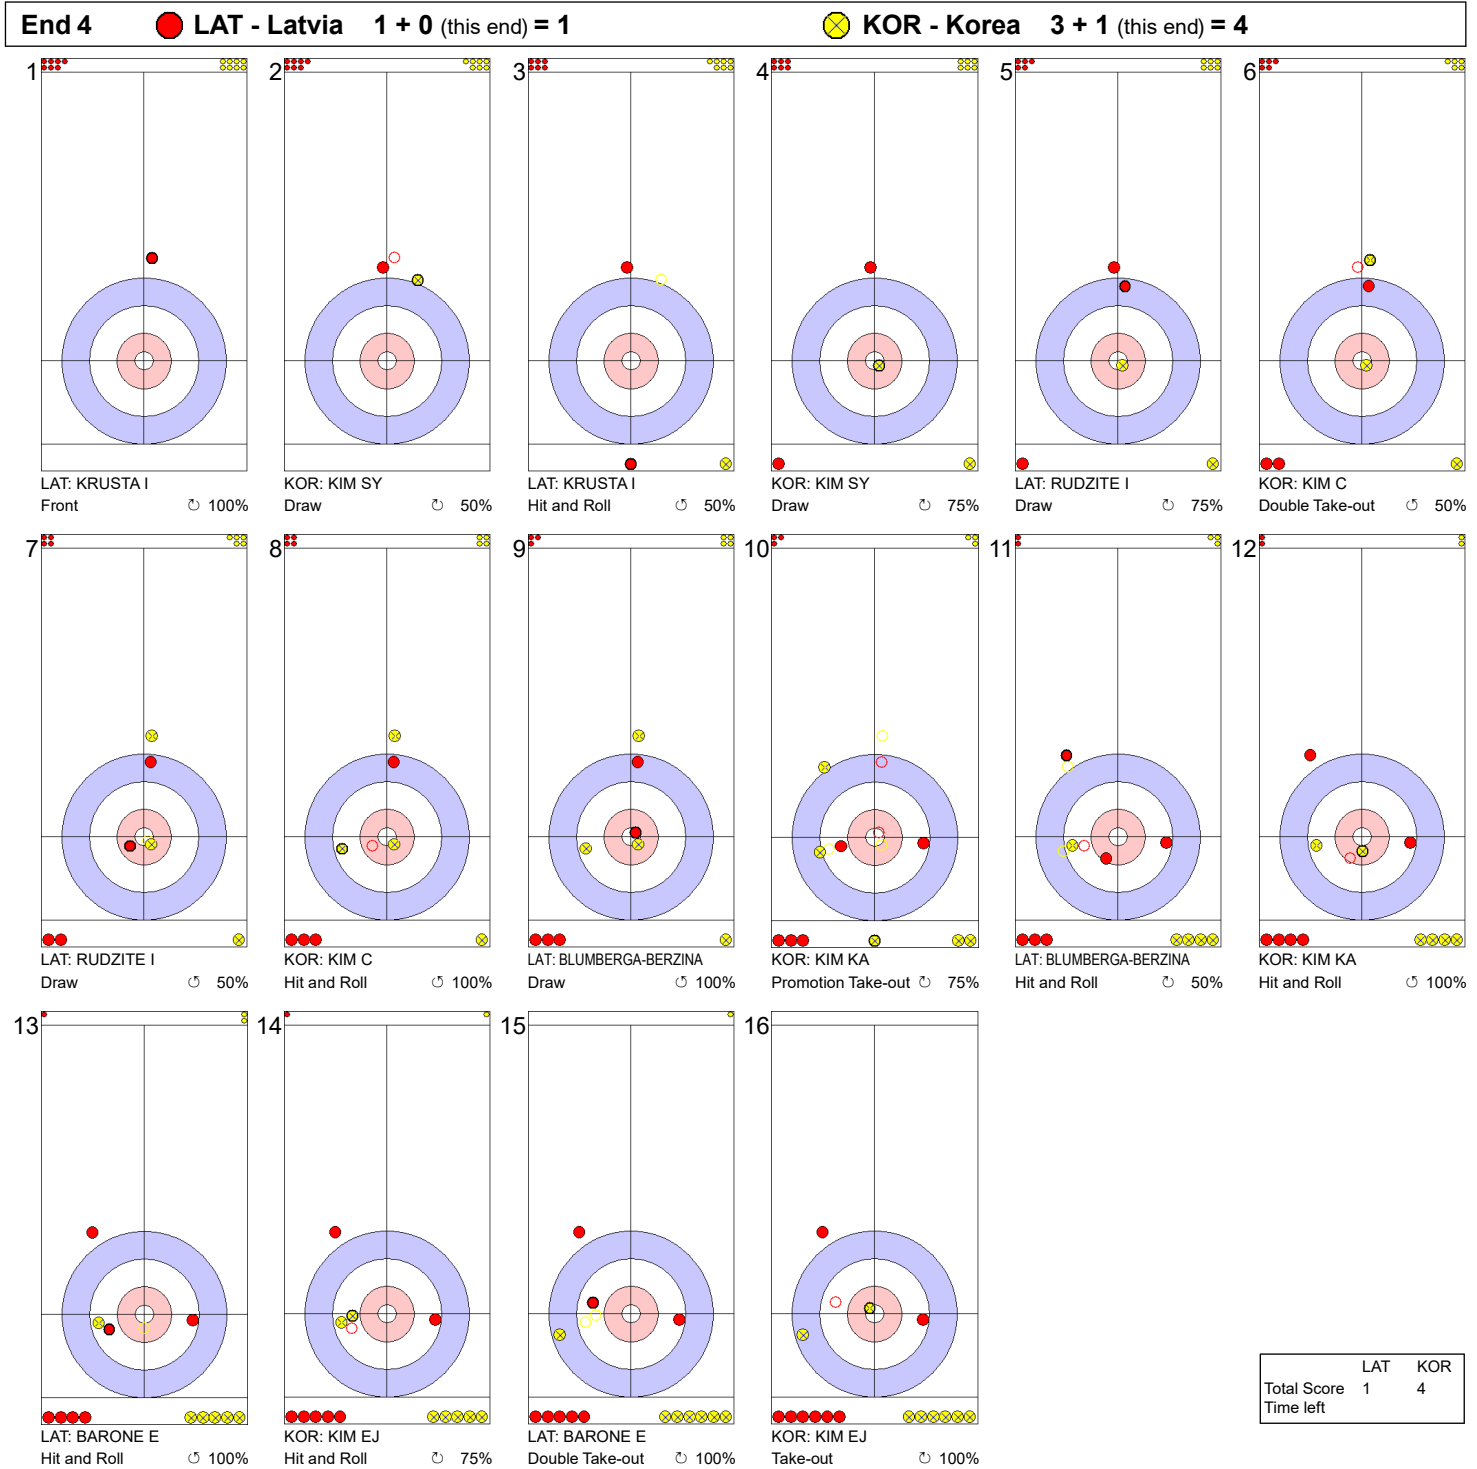 End 4 LAT - Latvia 1 + 0 (this end) = 1 KOR - Korea 3 + 1 (this end) = 4
1 2 3 4 5 6
LAT: KRUSTA I KOR: KIM SY LAT: KRUSTA I KOR: KIM SY LAT: RUDZITE I KOR: KIM C
Front ↻ 100% Draw ↻ 50% Hit and Roll ↺ 50% Draw ↻ 75% Draw ↻ 75% Double Take-out ↺ 50%
7 8 9 10 11 12
LAT: RUDZITE I KOR: KIM C LAT: BLUMBERGA-BERZINA KOR: KIM KA LAT: BLUMBERGA-BERZINA KOR: KIM KA
Draw ↺ 50% Hit and Roll ↺ 100% Draw ↺ 100% Promotion Take-out ↻ 75% Hit and Roll ↻ 50% Hit and Roll ↺ 100%
13 14 15 16
LAT: BARONE E KOR: KIM EJ LAT: BARONE E KOR: KIM EJ
Hit and Roll ↺ 100% Hit and Roll ↻ 75% Double Take-out ↻ 100% Take-out ↻ 100%
LAT KOR
Total Score 1 4
Time left